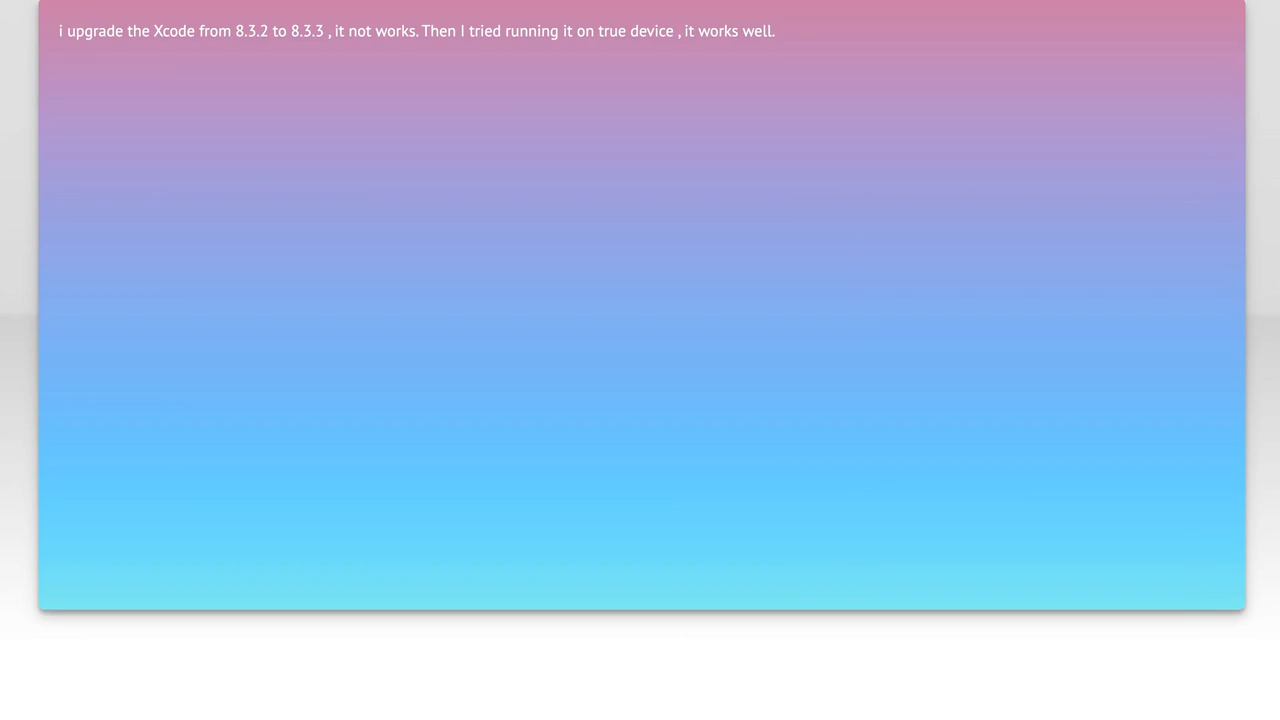 i upgrade the Xcode from 8.3.2 to 8.3.3 , it not works. Then I tried running it on true device , it works well.